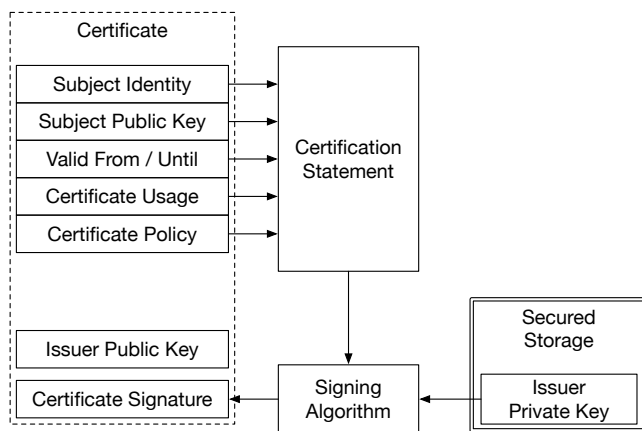 Certificate
Subject Identity
Subject Public Key
Valid From / Until
Certificate Usage
Certificate Policy
Certification
Statement
Issuer Public Key
Certificate Signature
Signing
Algorithm
Secured
Storage
Issuer
Private Key